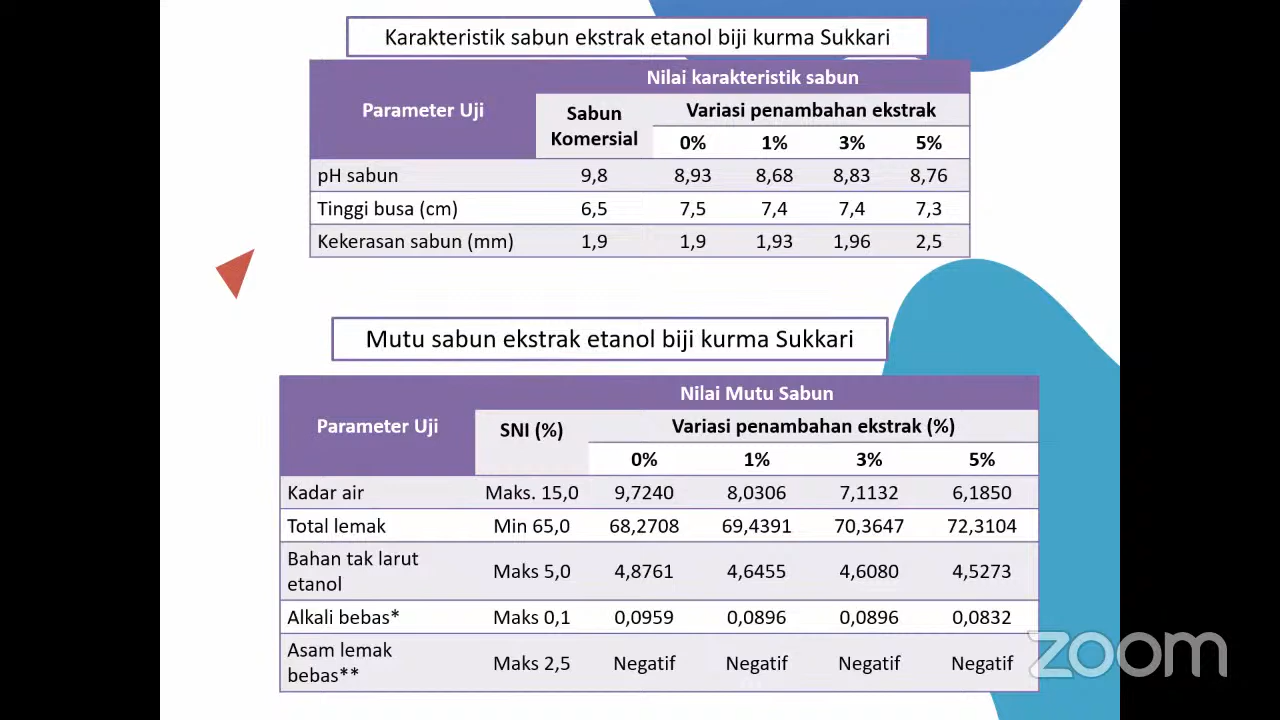 Karakteristik sabun ekstrak etanol biji kurma Sukkari
Parameter Uji
Nilai karakteristik sabun
Sabun Komersial
Variasi penambahan ekstrak
0% 1% 3% 5%
pH sabun 9,8 8,93 8,68 8,83 8,76
Tinggi busa (cm) 6,5 7,5 7,4 7,4 7,3
Kekerasan sabun (mm) 1,9 1,9 1,93 1,96 2,5
Mutu sabun ekstrak etanol biji kurma Sukkari
Parameter Uji
Nilai Mutu Sabun
SNI (%)
Variasi penambahan ekstrak (%)
0% 1% 3% 5%
Kadar air Maks. 15,0 9,7240 8,0306 7,1132 6,1850
Total lemak Min 65,0 68,2708 69,4391 70,3647 72,3104
Bahan tak larut
etanol Maks 5,0 4,8761 4,6455 4,6080 4,5273
Alkali bebas* Maks 0,1 0,0959 0,0896 0,0896 0,0832
Asam lemak
bebas** Maks 2,5 Negatif Negatif Negatif Negatif
zoom